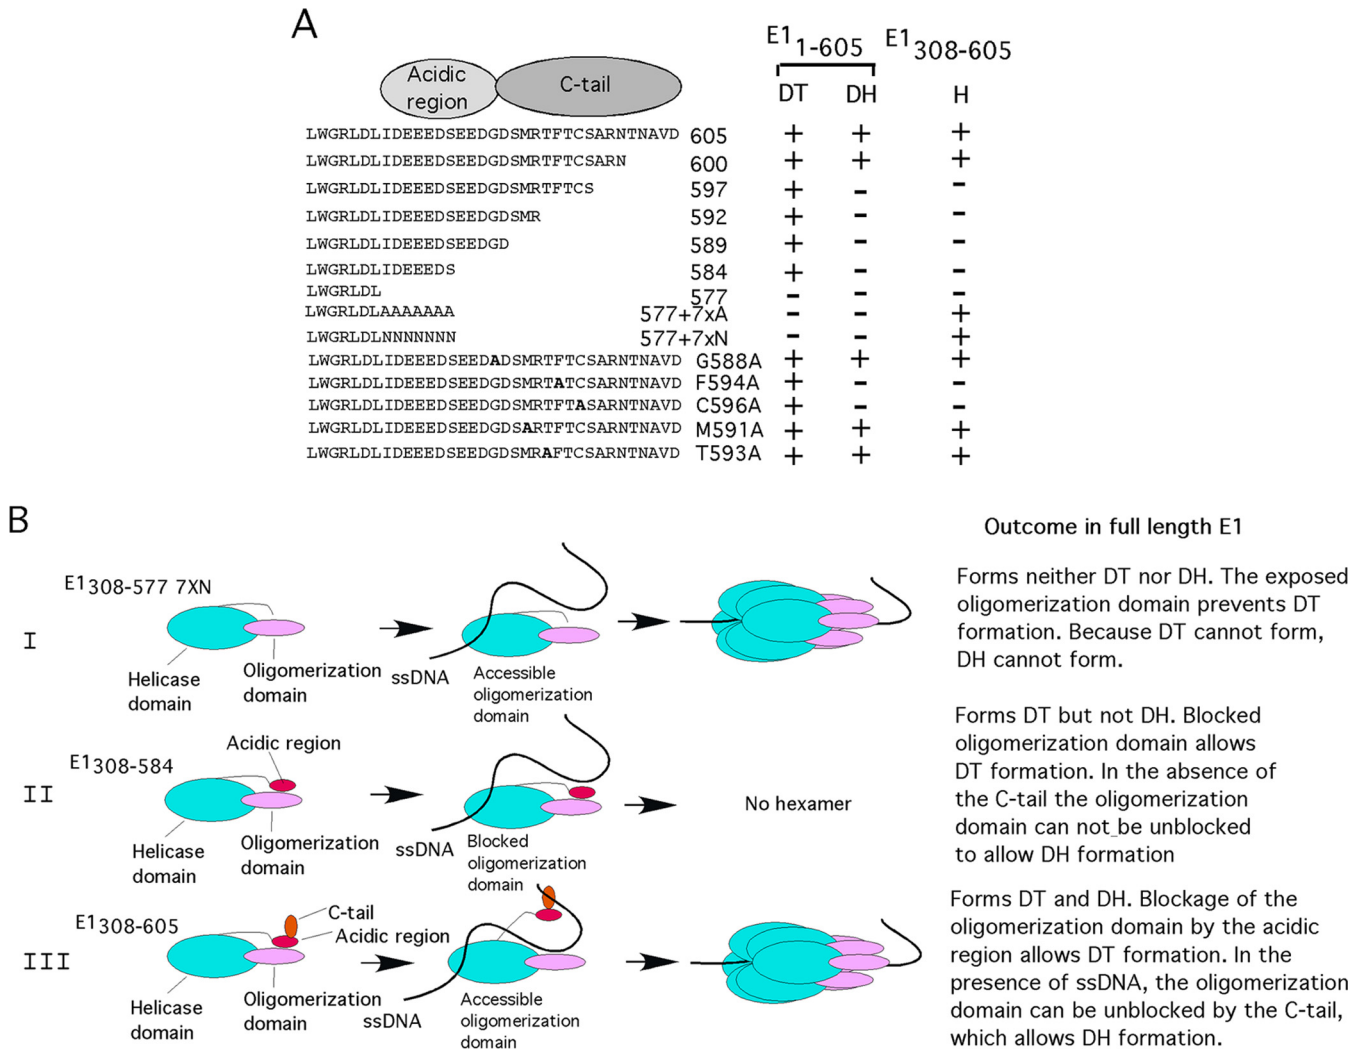 A
E1 1-605 E1 308-605
Acidic region C-tail DT DH H
LWGRLDLIDEEEDSEEDGDSMRTFTCSARNTNAVD 605 + + +
LWGRLDLIDEEEDSEEDGDSMRTFTCSARN 600 + + +
LWGRLDLIDEEEDSEEDGDSMRTFTCS 597 + - -
LWGRLDLIDEEEDSEEDGDSMR 592 + - -
LWGRLDLIDEEEDSEEDGD 589 + - -
LWGRLDLIDEEEDS 584 + - -
LWGRLDL 577 - - -
LWGRLDLAAAAAAA 577+7xA - - +
LWGRLDLNNNNNNN 577+7xN - - +
LWGRLDLIDEEEDSEEDADSMRTFTCSARNTNAVD G588A + + +
LWGRLDLIDEEEDSEEDGDSMRTATCSARNTNAVD F594A + - -
LWGRLDLIDEEEDSEEDGDSMRTFTASARNTNAVD C596A + - -
LWGRLDLIDEEEDSEEDGDSARTFTCSARNTNAVD M591A + + +
LWGRLDLIDEEEDSEEDGDSMRAFTCSARNTNAVD T593A + + +
B
Outcome in full length E1
I
E1308-577 7XN
Helicase
domain
Oligomerization
domain
ssDNA
Accessible
oligomerization
domain
Forms neither DT nor DH. The exposed
oligomerization domain prevents DT
formation. Because DT cannot form,
DH cannot form.
II
E1308-584
Acidic region
Helicase
domain
Oligomerization
domain
ssDNA
Blocked
oligomerization
domain
No hexamer
Forms DT but not DH. Blocked
oligomerization domain allows
DT formation. In the absence of
the C-tail the oligomerization
domain can not be unblocked
to allow DH formation
III
E1308-605
C-tail
Acidic region
Helicase
domain
Oligomerization
domain
ssDNA
Accessible
oligomerization
domain
Forms DT and DH. Blockage of the
oligomerization domain by the acidic
region allows DT formation. In the
presence of ssDNA, the oligomerization
domain can be unblocked by the C-tail,
which allows DH formation.